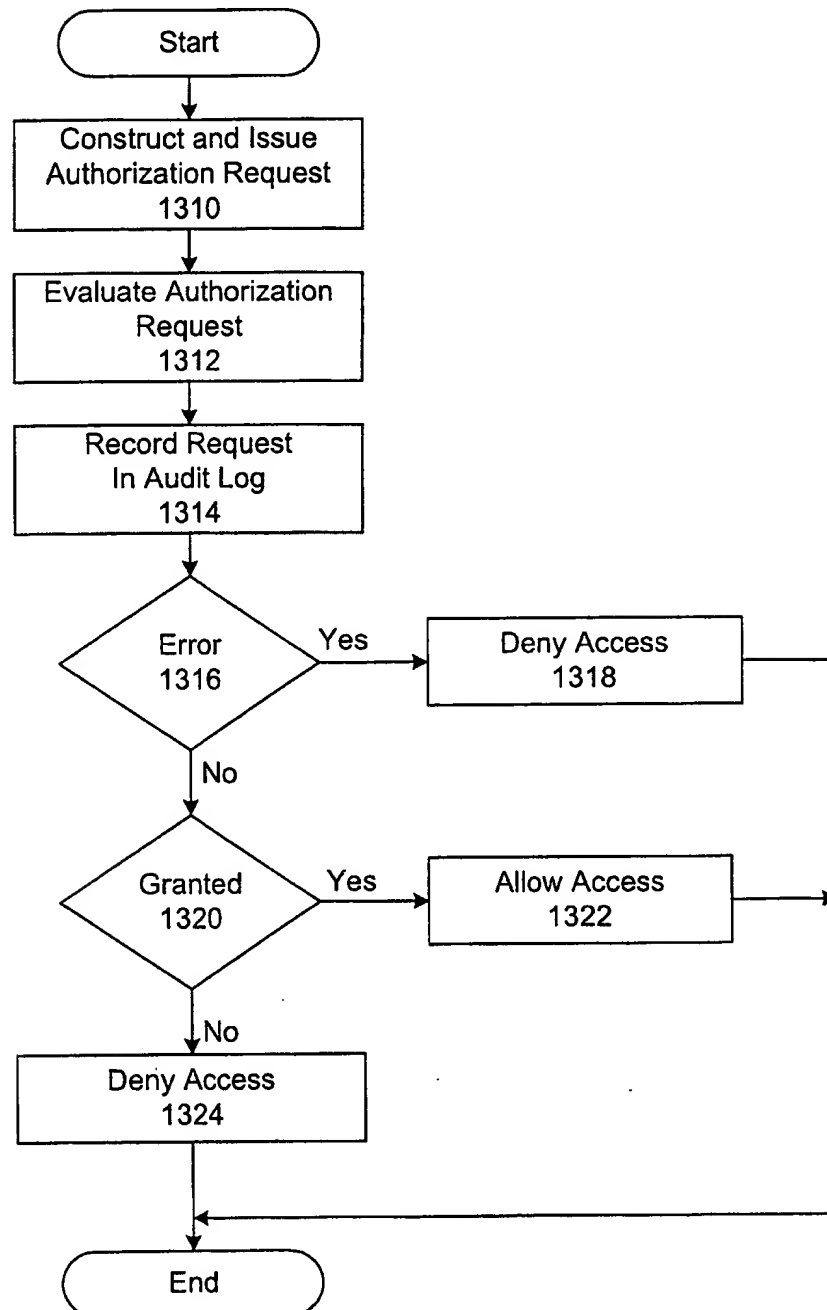 Start
Construct and Issue
Authorization Request
1310
Evaluate Authorization
Request
1312
Record Request
In Audit Log
1314
Error
1316
Yes
Deny Access
1318
No
Granted
1320
Yes
Allow Access
1322
No
Deny Access
1324
End